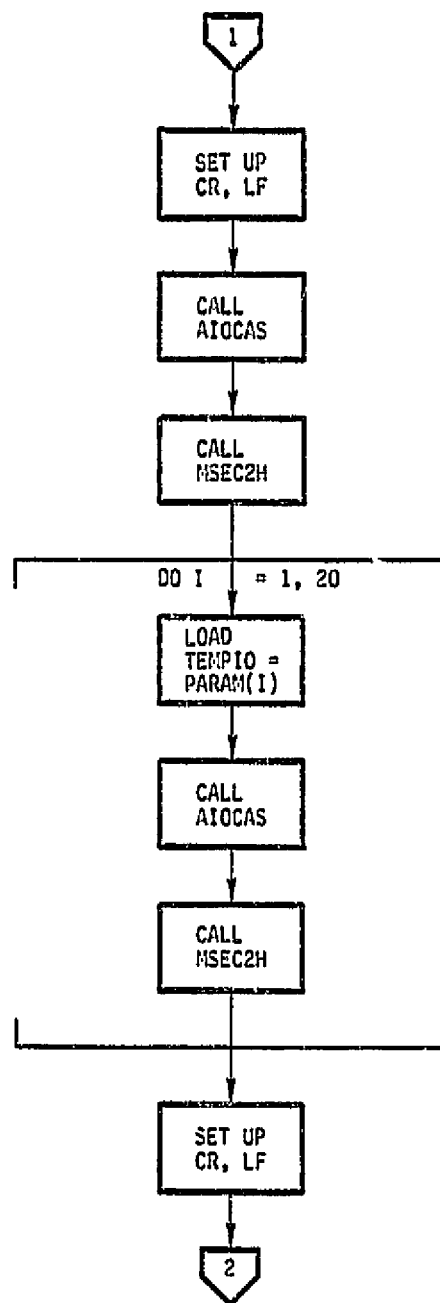 1
SET UP
CR, LF
CALL
AIOCAS
CALL
MSEC2H
DO I = 1, 20
LOAD
TEMPIO =
PARAM(I)
CALL
AIOCAS
CALL
MSEC2H
SET UP
CR, LF
2